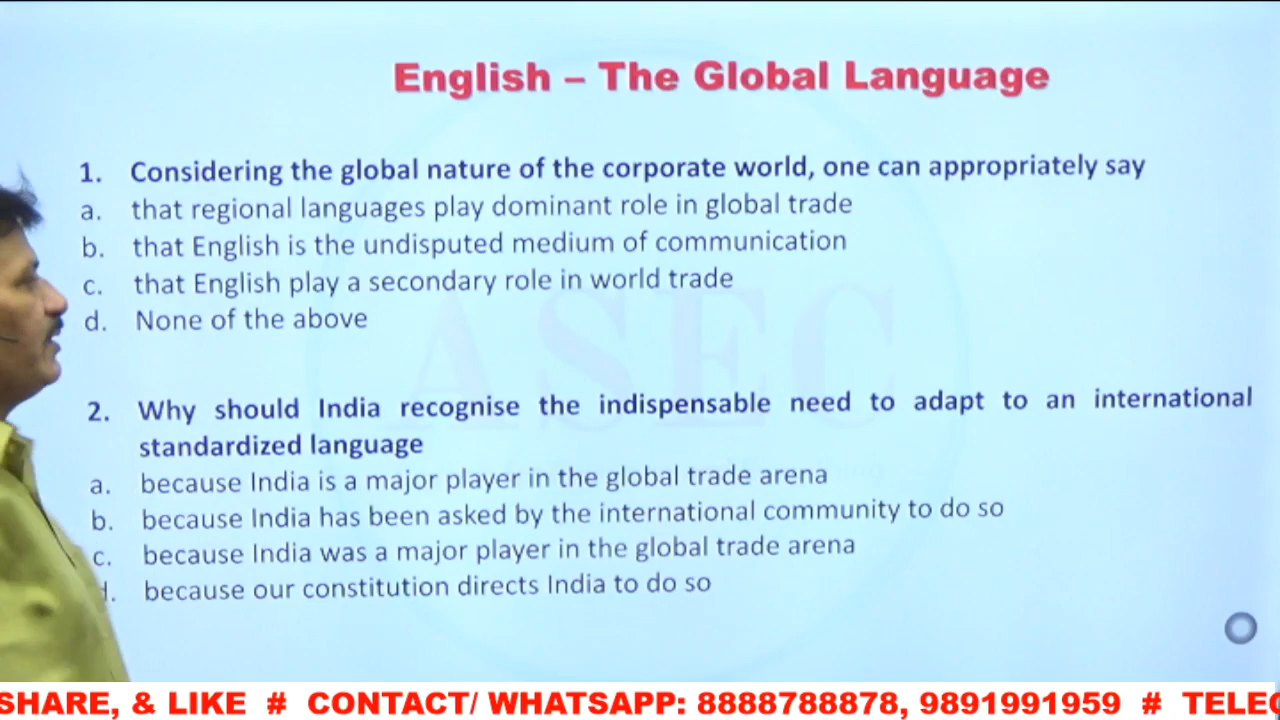 English – The Global Language
1. Considering the global nature of the corporate world, one can appropriately say
a. that regional languages play dominant role in global trade
b. that English is the undisputed medium of communication
c. that English play a secondary role in world trade
d. None of the above
2. Why should India recognise the indispensable need to adapt to an international
standardized language
a. because India is a major player in the global trade arena
b. because India has been asked by the international community to do so
c. because India was a major player in the global trade arena
d. because our constitution directs India to do so
ASEC
SHARE, & LIKE # CONTACT/ WHATSAPP: 8888788878, 9891991959 #